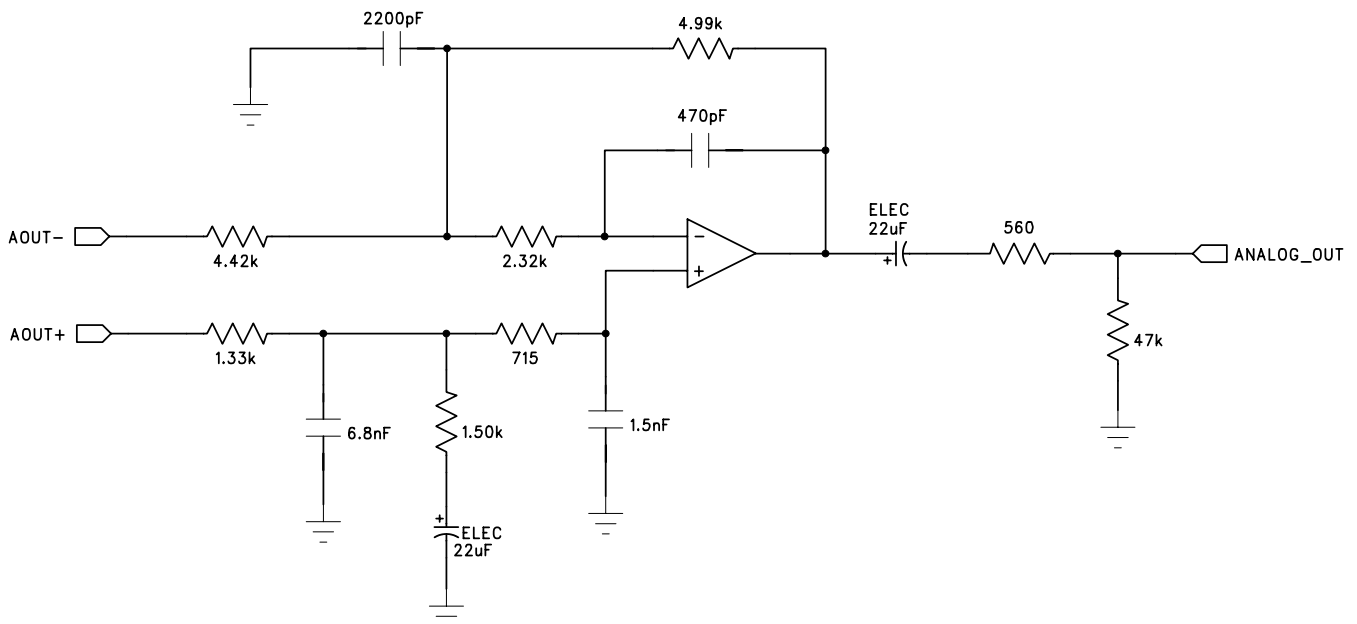 2200pF
4.99k
470pF
AOUT-
4.42k
2.32k
-
+
ELEC
22uF
+
560
ANALOG_OUT
47k
AOUT+
1.33k
715
6.8nF
1.50k
1.5nF
+
ELEC
22uF